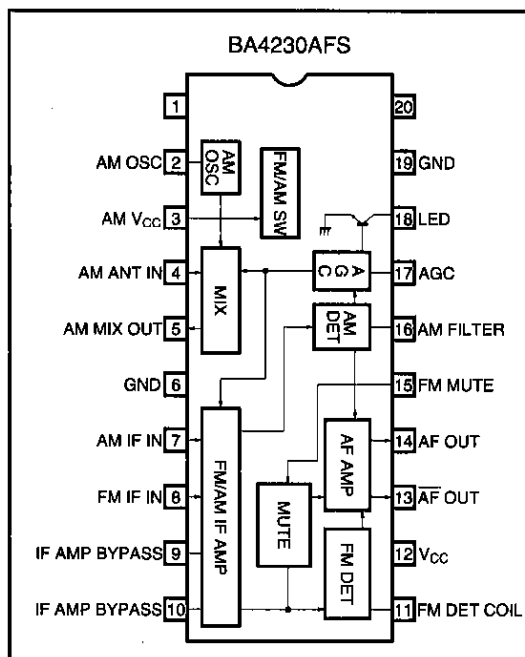 BA4230AFS
1
20
AM OSC 2
AM OSC
FM/AM SW
19 GND
AM VCC 3
18 LED
AM ANT IN 4
MIX
AGC
17 AGC
AM MIX OUT 5
AM DET
16 AM FILTER
GND 6
15 FM MUTE
AM IF IN 7
FM/AM IF AMP
AF AMP
14 AF OUT
FM IF IN 8
MUTE
13 A̅F̅ OUT
IF AMP BYPASS 9
FM DET
12 VCC
IF AMP BYPASS 10
11 FM DET COIL